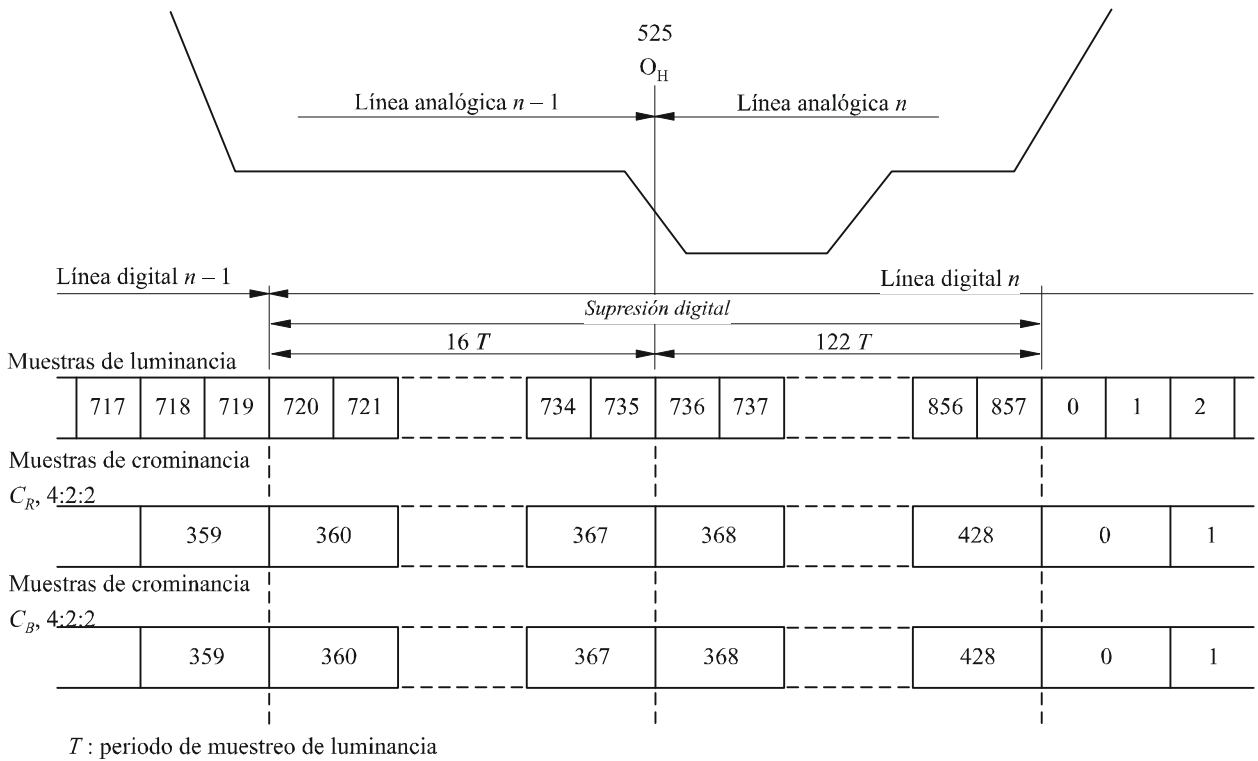 525
O_H
Línea analógica n – 1
Línea analógica n
Línea digital n – 1
Línea digital n
Supresión digital
16 T
122 T
Muestras de luminancia
717 718 719 720 721 734 735 736 737 856 857 0 1 2
Muestras de crominancia
C_R, 4:2:2
359 360 367 368 428 0 1
Muestras de crominancia
C_B, 4:2:2
359 360 367 368 428 0 1
T : periodo de muestreo de luminancia